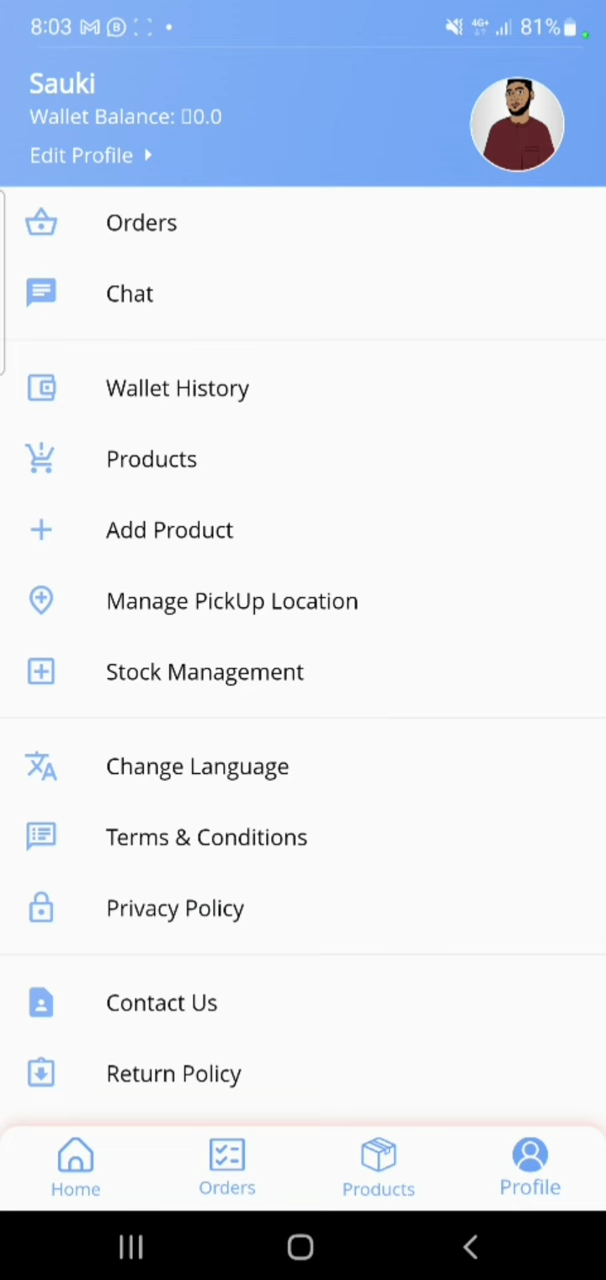 8:03 4G+ 81%
Sauki
Wallet Balance: ▯0.0
Edit Profile
Orders
Chat
Wallet History
Products
Add Product
Manage PickUp Location
Stock Management
Change Language
Terms & Conditions
Privacy Policy
Contact Us
Return Policy
Home Orders Products Profile